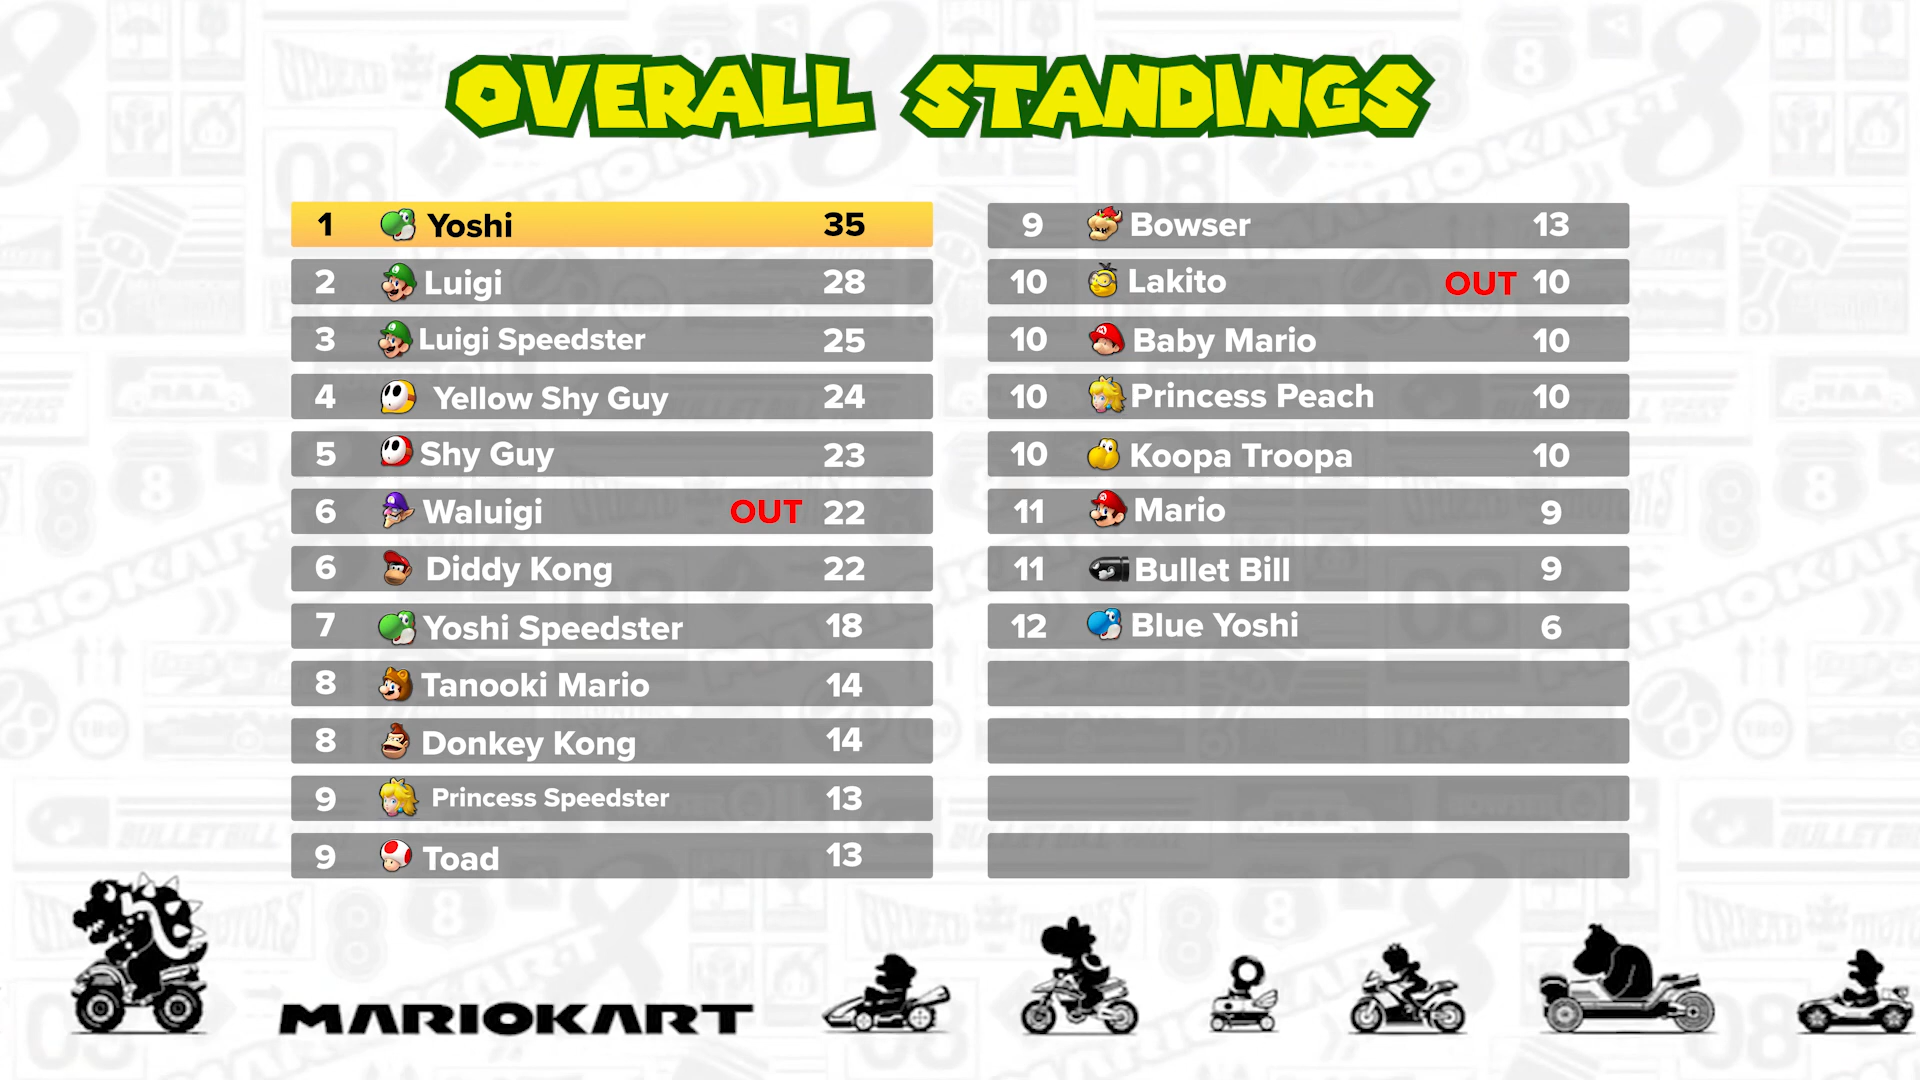 OVERALL STANDINGS
1 Yoshi 35
2 Luigi 28
3 Luigi Speedster 25
4 Yellow Shy Guy 24
5 Shy Guy 23
6 Waluigi OUT 22
6 Diddy Kong 22
7 Yoshi Speedster 18
8 Tanooki Mario 14
8 Donkey Kong 14
9 Princess Speedster 13
9 Toad 13
9 Bowser 13
10 Lakito OUT 10
10 Baby Mario 10
10 Princess Peach 10
10 Koopa Troopa 10
11 Mario 9
11 Bullet Bill 9
12 Blue Yoshi 6
MARIOKART